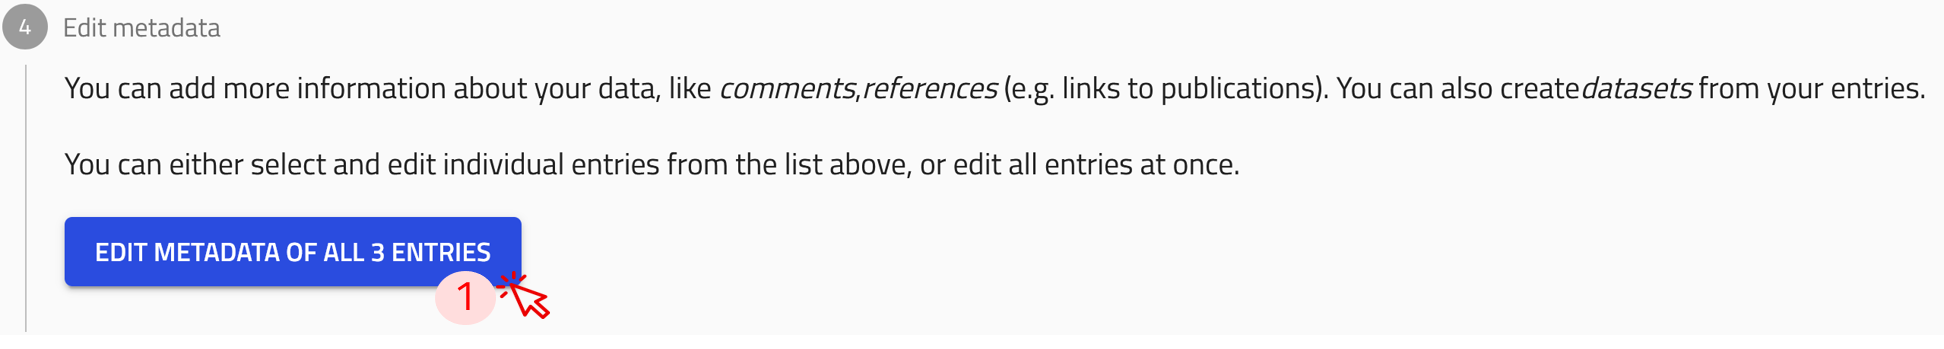 4 Edit metadata
You can add more information about your data, like comments,references (e.g. links to publications). You can also createdatasets from your entries.
You can either select and edit individual entries from the list above, or edit all entries at once.
EDIT METADATA OF ALL 3 ENTRIES
1